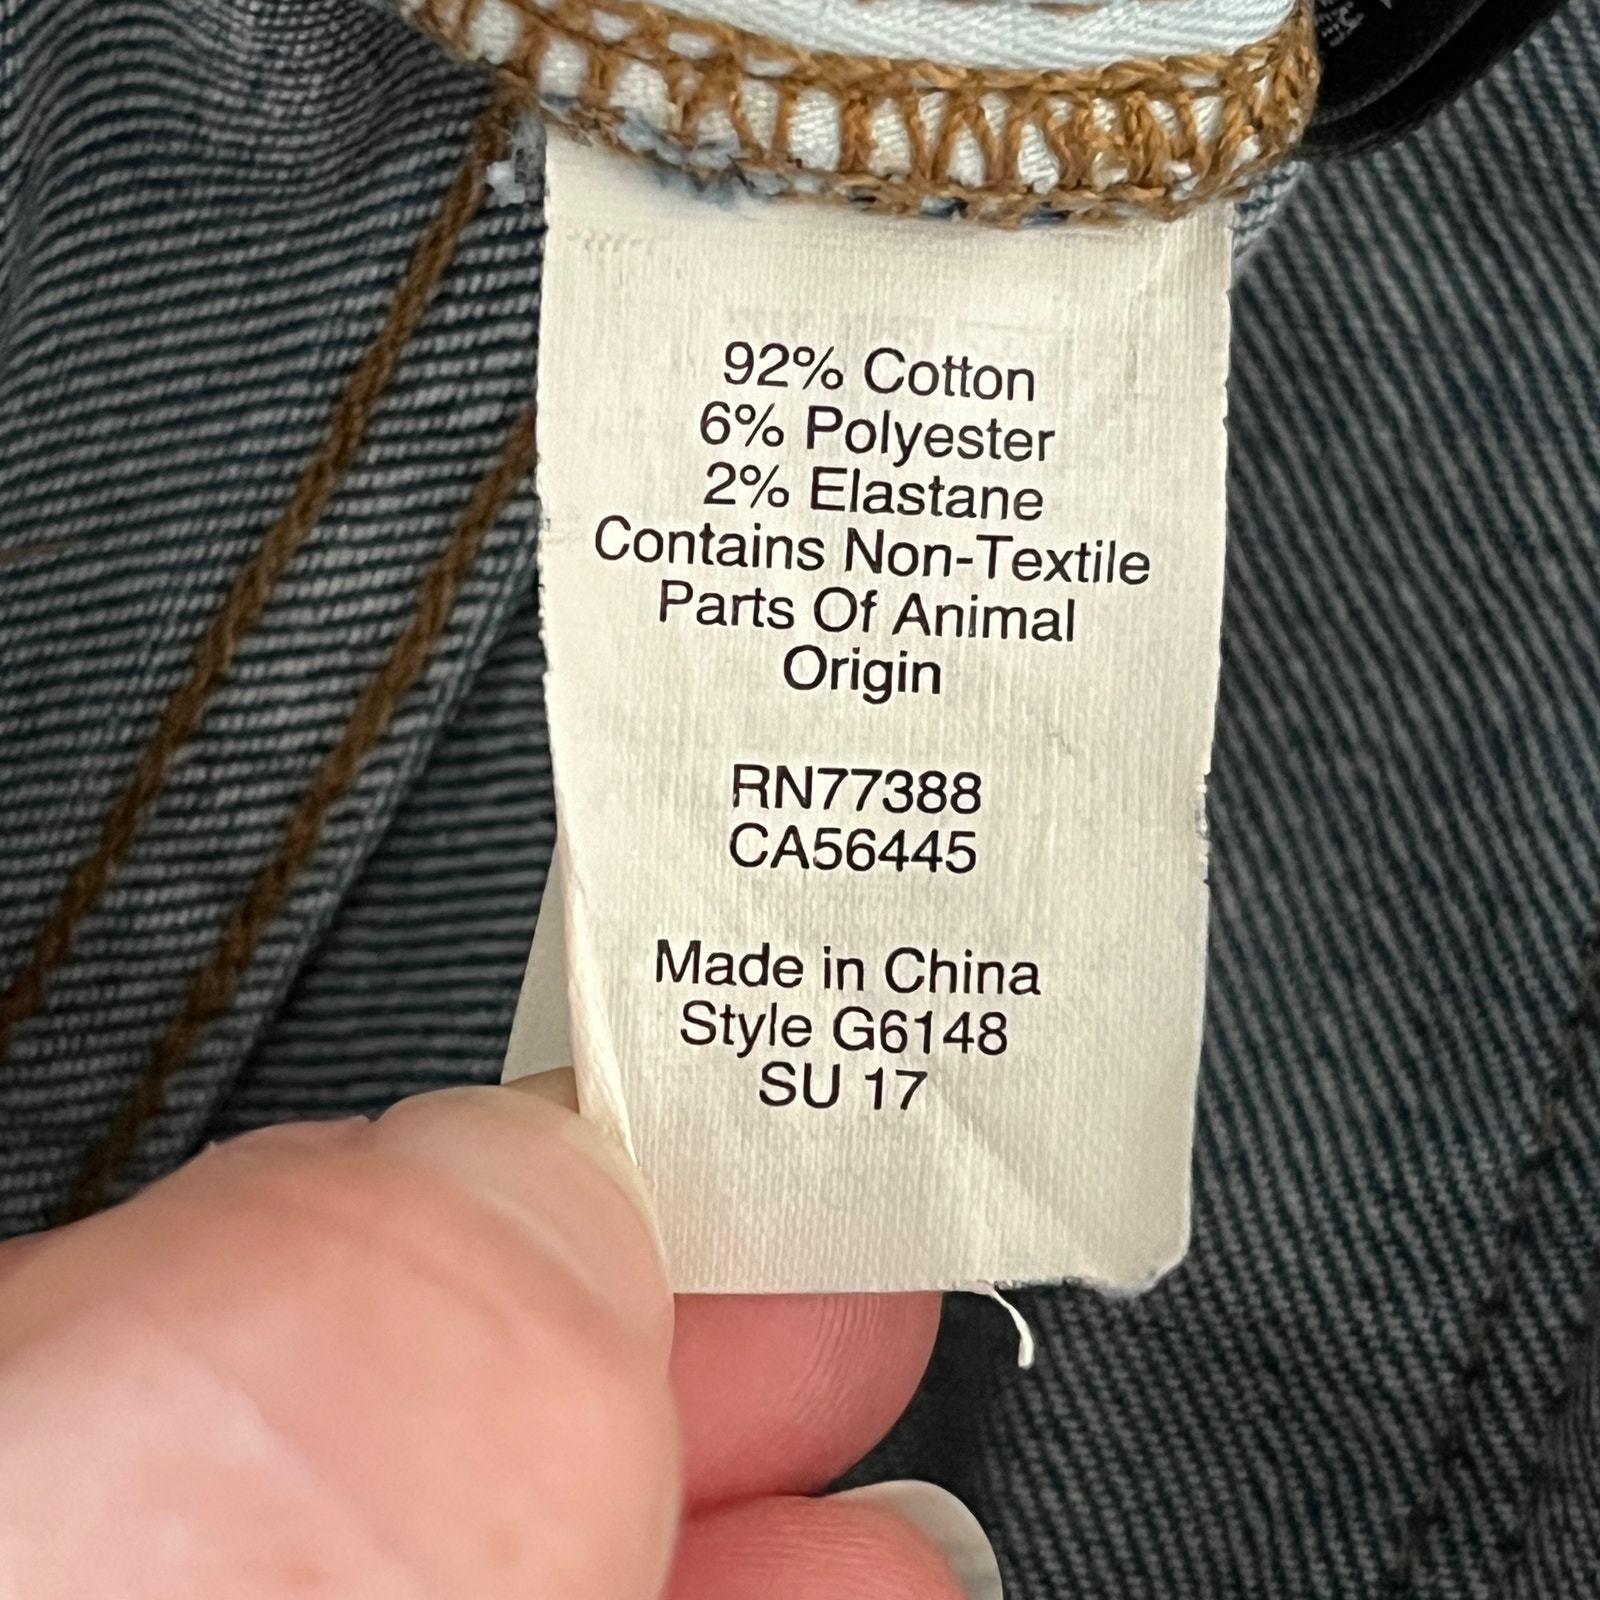 92% Cotton
6% Polyester
2% Elastane
Contains Non-Textile
Parts Of Animal
Origin
RN77388
CA56445
Made in China
Style G6148
SU 17